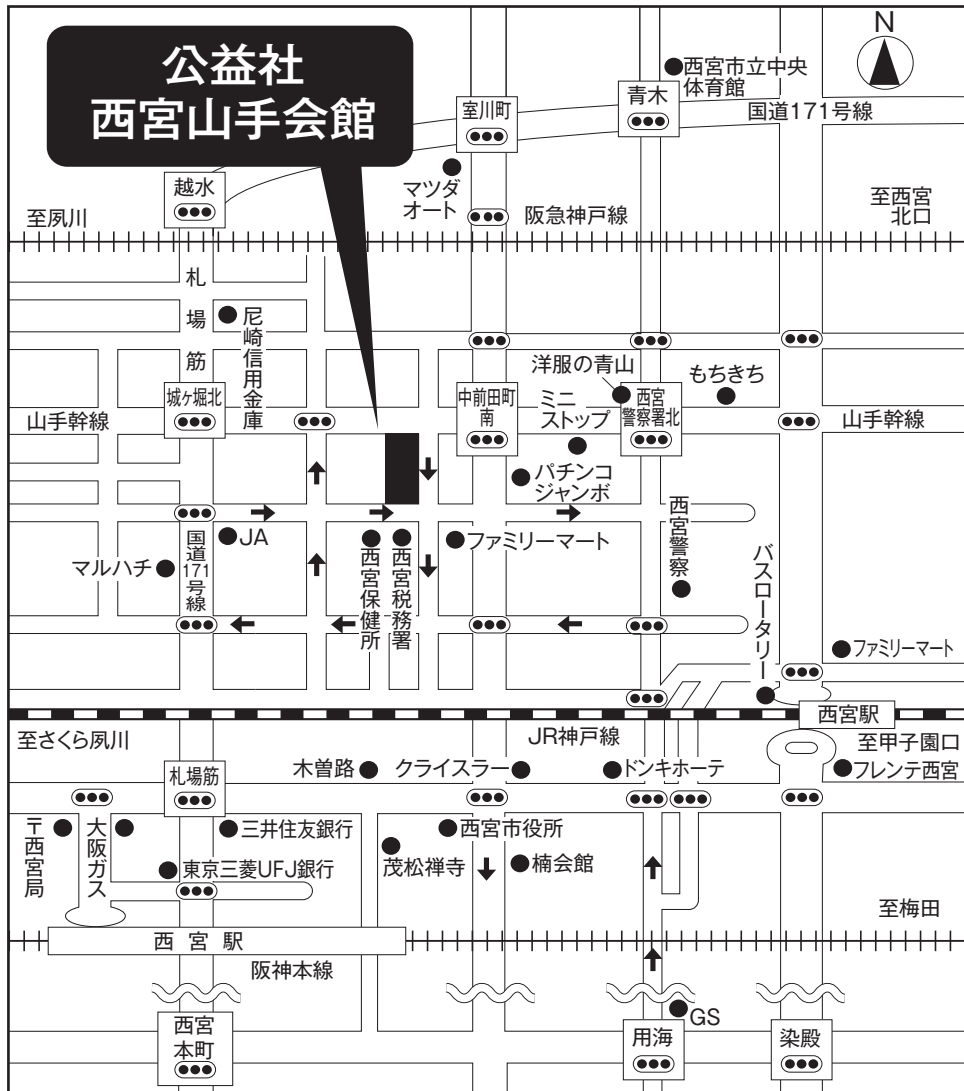 公益社
西宮山手会館
N
西宮市立中央
体育館
青木
国道171号線
室川町
越水
マツダ
オート
至夙川
阪急神戸線
至西宮
北口
札場筋
尼崎信用金庫
洋服の青山
もちきち
城ヶ堀北
中前田町
南
ミニ
ストップ
西宮
警察署北
山手幹線
山手幹線
パチンコ
ジャンボ
西宮警察
JA
ファミリーマート
マルハチ
国道171号線
西宮保健所
西宮税務署
バスロータリー
ファミリーマート
西宮駅
至さくら夙川
JR神戸線
至甲子園口
札場筋
木曽路
クライスラー
ドンキホーテ
フレンテ西宮
〒西宮局
大阪ガス
三井住友銀行
西宮市役所
茂松禅寺
楠会館
東京三菱UFJ銀行
至梅田
西宮駅
阪神本線
西宮
本町
GS
用海
染殿